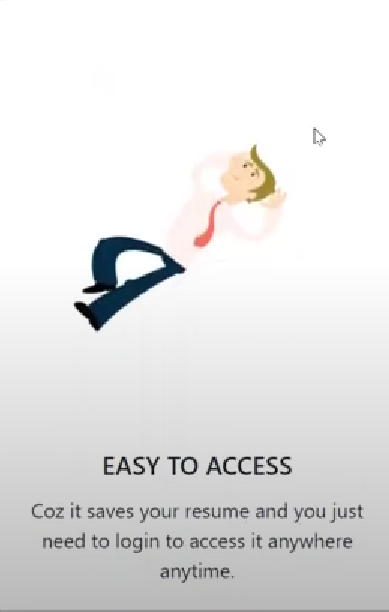 EASY TO ACCESS
Coz it saves your resume and you just
need to login to access it anywhere
anytime.